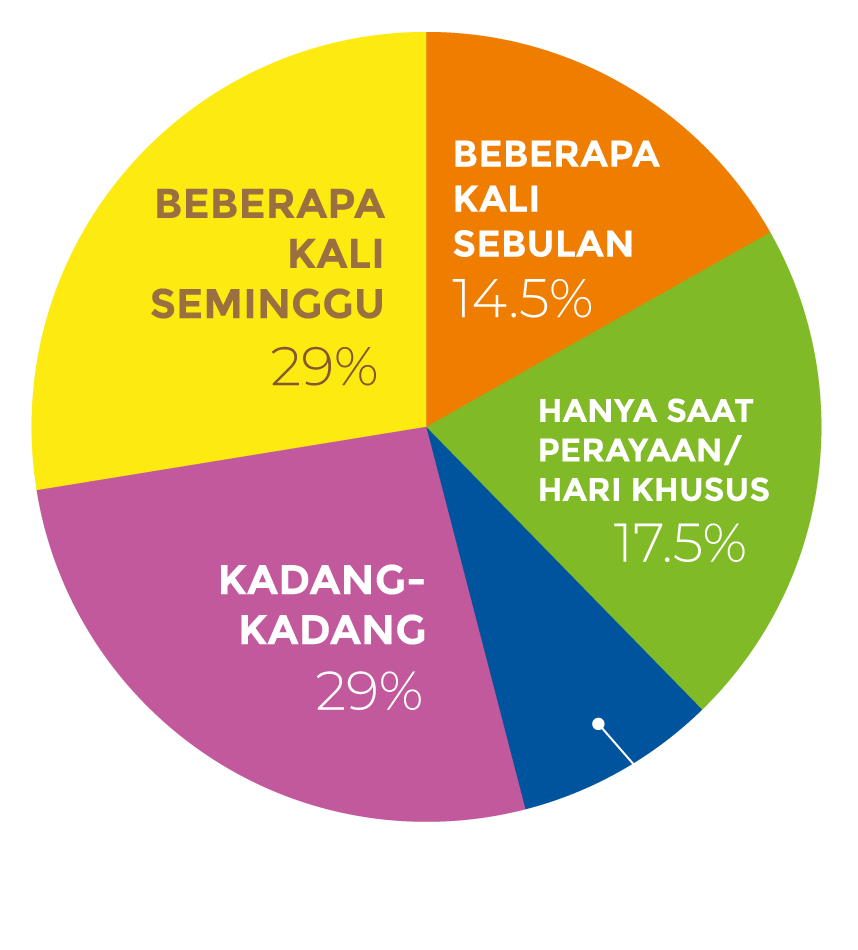 BEBERAPA
KALI
SEBULAN
14.5%
BEBERAPA
KALI
SEMINGGU
29%
HANYA SAAT
PERAYAAN/
HARI KHUSUS
17.5%
KADANG-
KADANG
29%